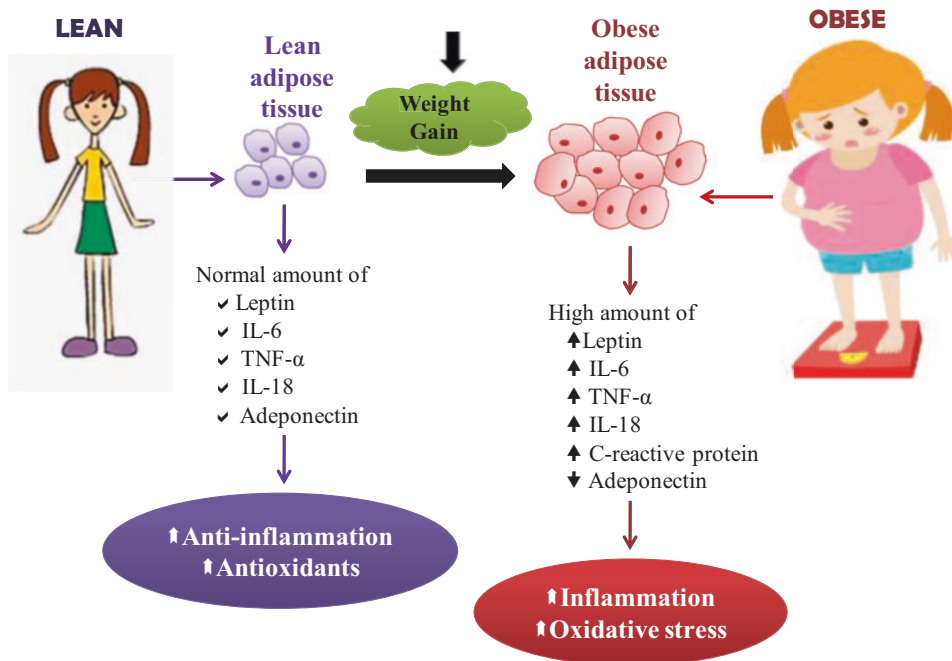 LEAN
Lean
adipose
tissue
Weight
Gain
Obese
adipose
tissue
OBESE
Normal amount of
✔ Leptin
✔ IL-6
✔ TNF-α
✔ IL-18
✔ Adeponectin
⬆Anti-inflammation
⬆Antioxidants
High amount of
⬆Leptin
⬆ IL-6
⬆ TNF-α
⬆ IL-18
⬆ C-reactive protein
⬇ Adeponectin
⬆Inflammation
⬆Oxidative stress